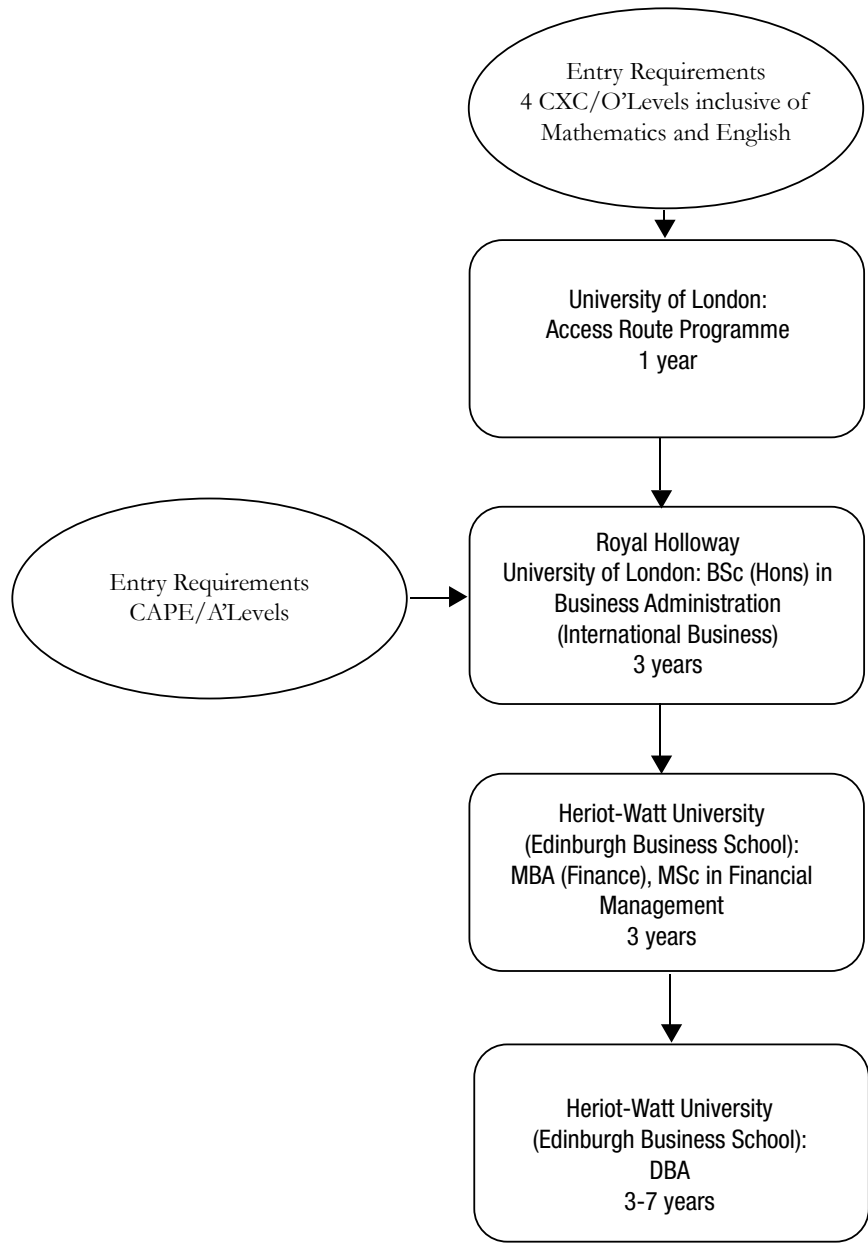 Entry Requirements
4 CXC/O'Levels inclusive of
Mathematics and English
University of London:
Access Route Programme
1 year
Entry Requirements
CAPE/A'Levels
Royal Holloway
University of London: BSc (Hons) in
Business Administration
(International Business)
3 years
Heriot-Watt University
(Edinburgh Business School):
MBA (Finance), MSc in Financial
Management
3 years
Heriot-Watt University
(Edinburgh Business School):
DBA
3-7 years